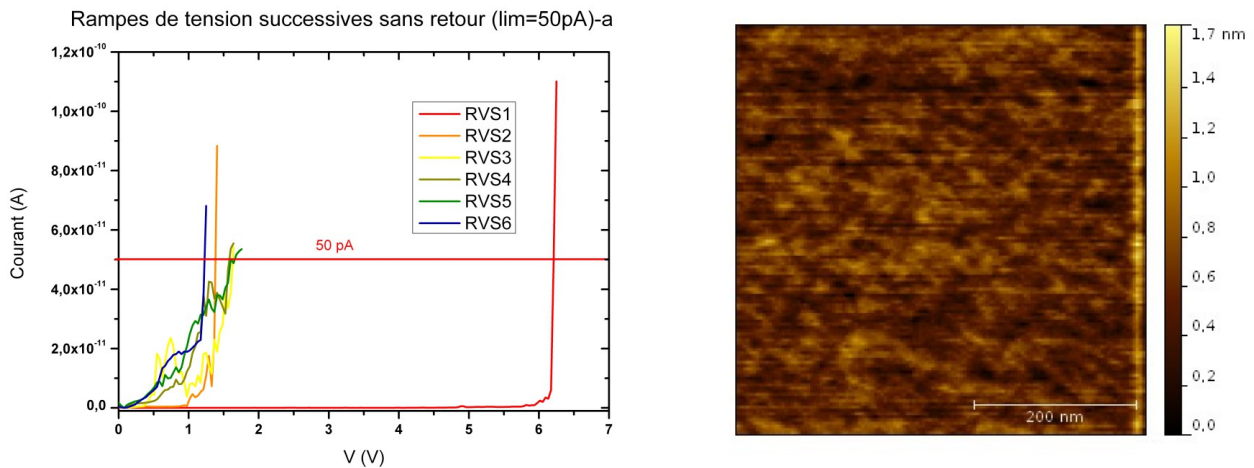 Rampes de tension successives sans retour (lim=50pA)-a
1,2x10⁻¹⁰
1,0x10⁻¹⁰
8,0x10⁻¹¹
6,0x10⁻¹¹
4,0x10⁻¹¹
2,0x10⁻¹¹
0,0
Courant (A)
RVS1
RVS2
RVS3
RVS4
RVS5
RVS6
50 pA
0 1 2 3 4 5 6 7
V (V)
200 nm
1,7 nm
1,4
1,2
1,0
0,8
0,6
0,4
0,2
0,0